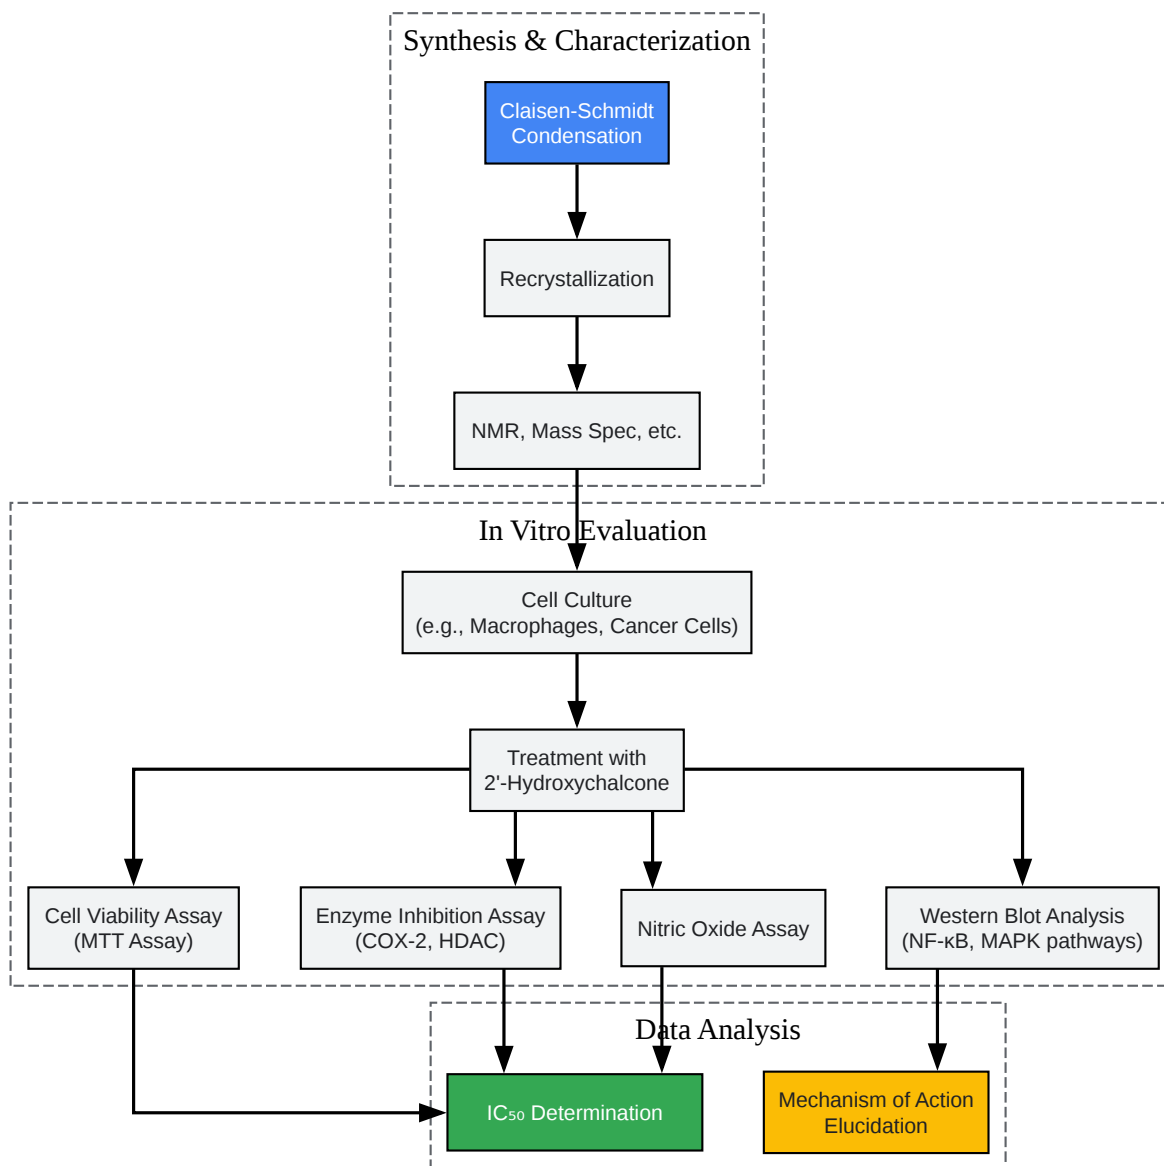 Synthesis & Characterization
Claisen-Schmidt
Condensation
Recrystallization
NMR, Mass Spec, etc.
In Vitro Evaluation
Cell Culture
(e.g., Macrophages, Cancer Cells)
Treatment with
2'-Hydroxychalcone
Cell Viability Assay
(MTT Assay)
Enzyme Inhibition Assay
(COX-2, HDAC)
Nitric Oxide Assay
Western Blot Analysis
(NF-κB, MAPK pathways)
Data Analysis
IC₅₀ Determination
Mechanism of Action
Elucidation